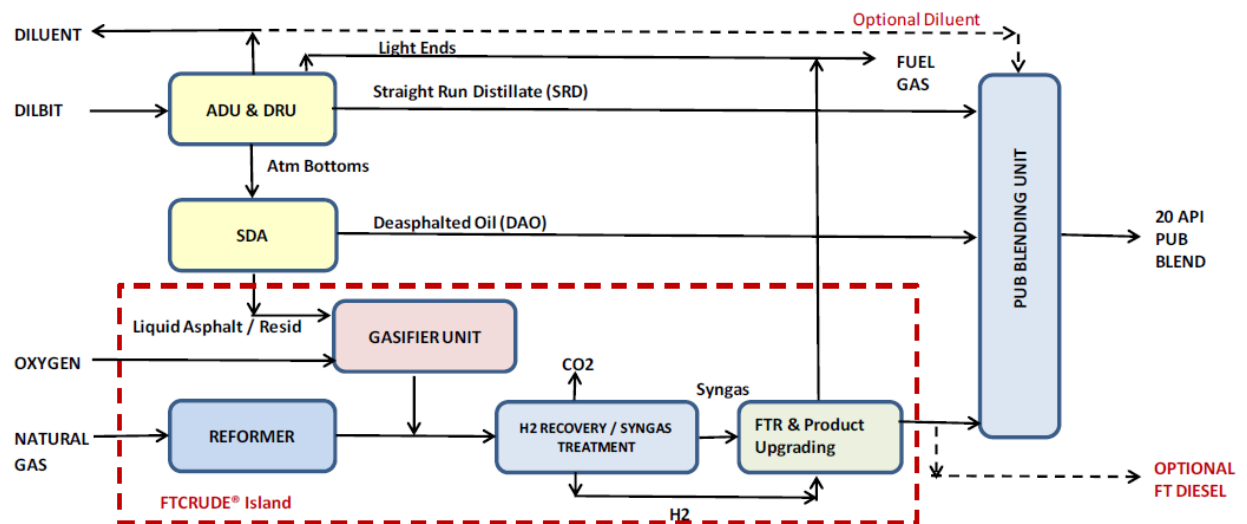 Optional Diluent
DILUENT
Light Ends
FUEL
GAS
DILBIT
ADU & DRU
Straight Run Distillate (SRD)
Atm Bottoms
SDA
Deasphalted Oil (DAO)
PUB BLENDING UNIT
20 API
PUB
BLEND
Liquid Asphalt / Resid
GASIFIER UNIT
OXYGEN
CO2
Syngas
NATURAL
GAS
REFORMER
H2 RECOVERY / SYNGAS
TREATMENT
FTR & Product
Upgrading
OPTIONAL
FT DIESEL
FTCRUDE® Island
H2